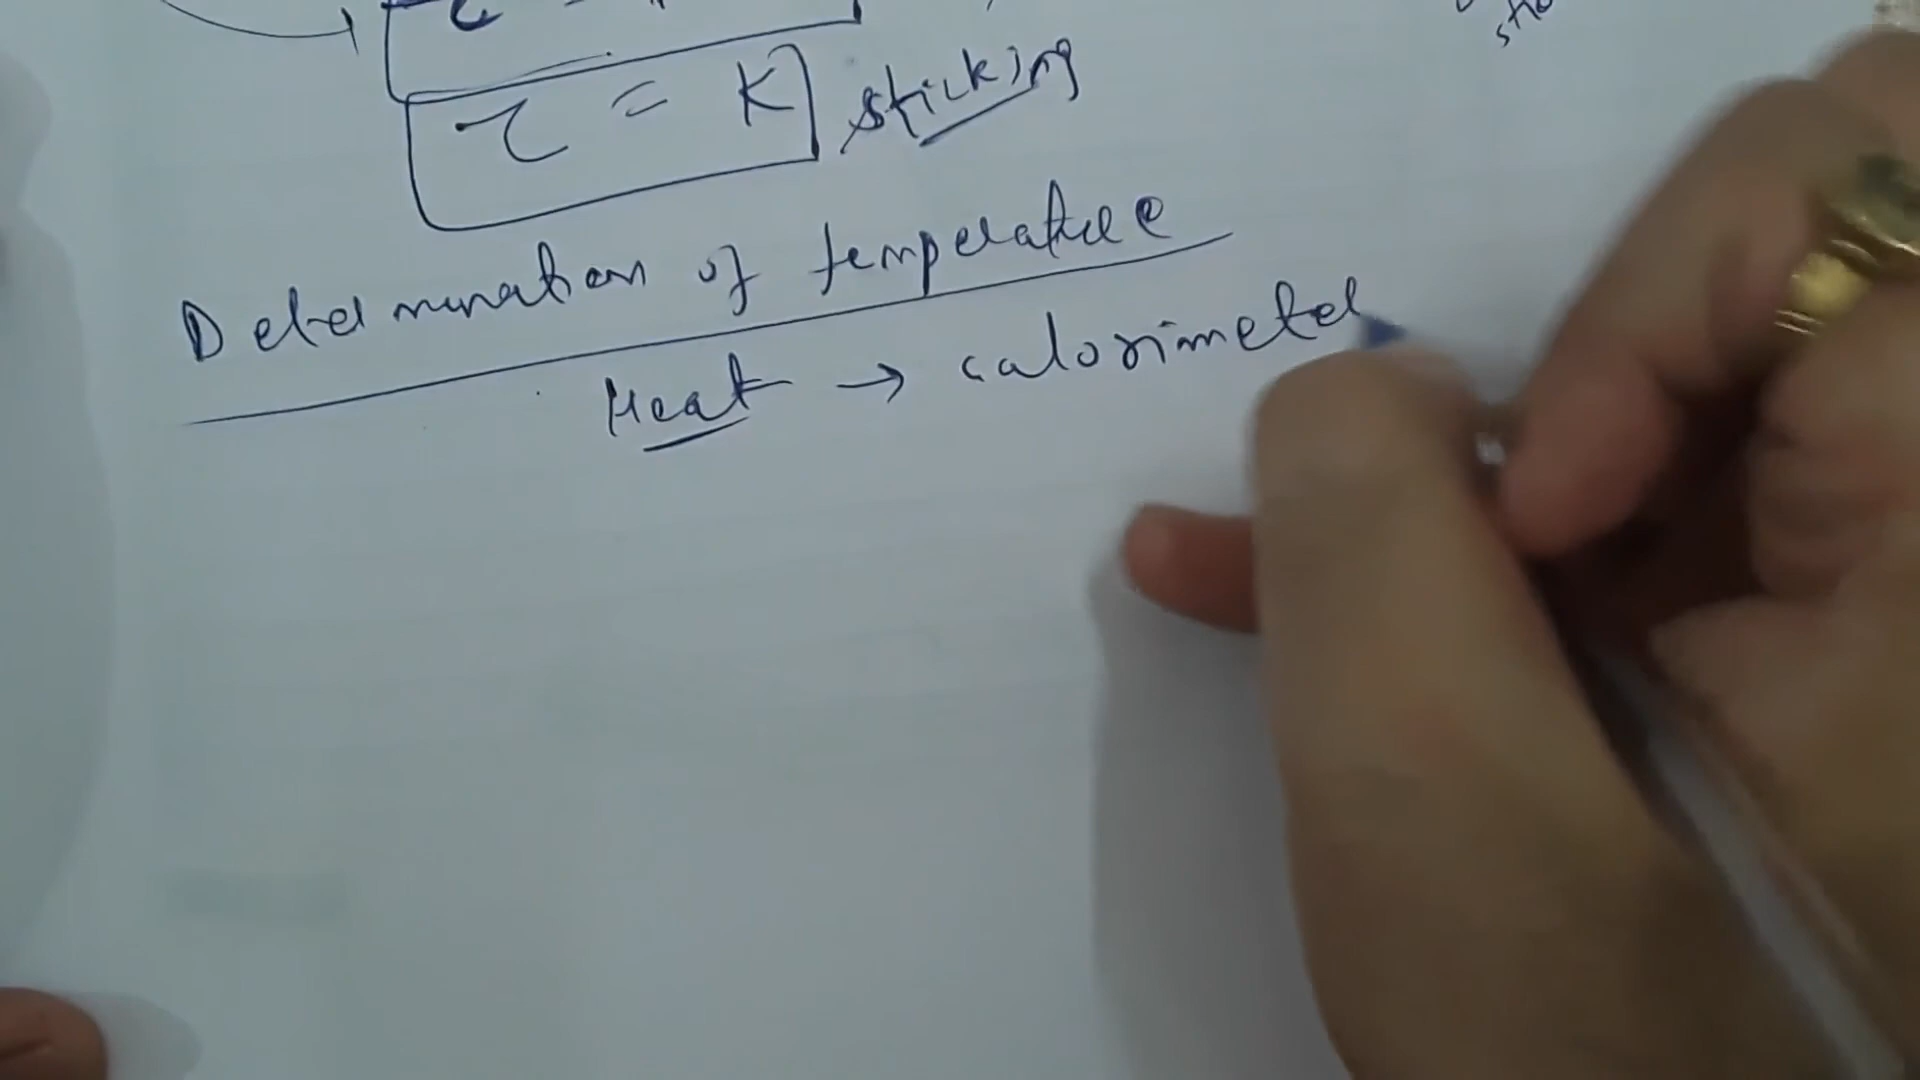 τ = K sticking
Determination of temperature
Heat → calorimeter